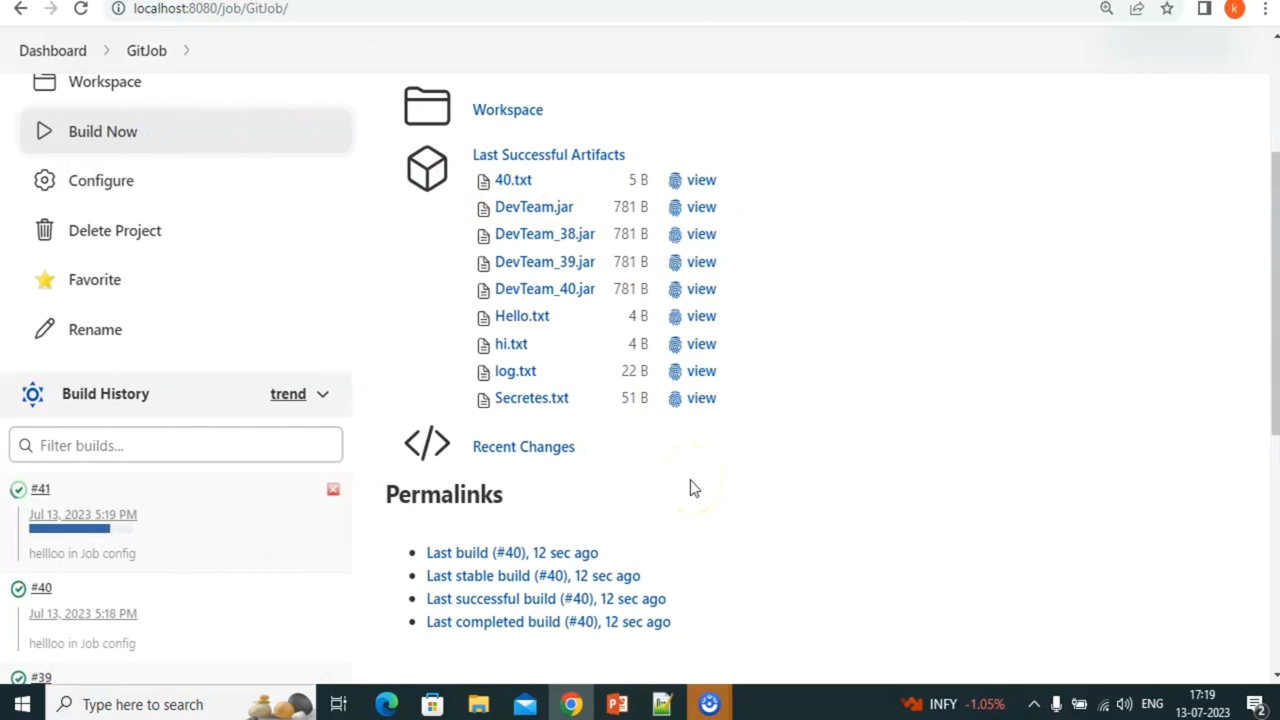 localhost:8080/job/GitJob/
k
Dashboard
GitJob
Workspace
Build Now
Configure
Delete Project
Favorite
Rename
Build History
trend
Filter builds...
#41
Jul 13, 2023 5:19 PM
hellloo in Job config
#40
Jul 13, 2023 5:18 PM
hellloo in Job config
#39
Workspace
Last Successful Artifacts
40.txt 5 B view
DevTeam.jar 781 B view
DevTeam_38.jar 781 B view
DevTeam_39.jar 781 B view
DevTeam_40.jar 781 B view
Hello.txt 4 B view
hi.txt 4 B view
log.txt 22 B view
Secretes.txt 51 B view
Recent Changes
Permalinks
Last build (#40), 12 sec ago
Last stable build (#40), 12 sec ago
Last successful build (#40), 12 sec ago
Last completed build (#40), 12 sec ago
Type here to search
INFY -1.05%
ENG
17:19
13-07-2023
2